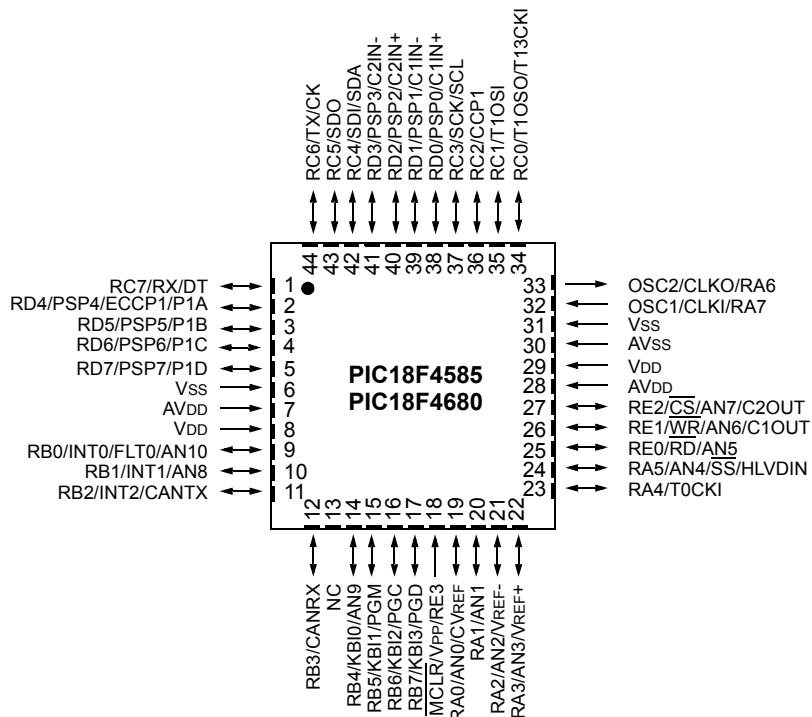 RC6/TX/CK
RC5/SDO
RC4/SDI/SDA
RD3/PSP3/C2IN-
RD2/PSP2/C2IN+
RD1/PSP1/C1IN-
RD0/PSP0/C1IN+
RC3/SCK/SCL
RC2/CCP1
RC1/T1OSI
RC0/T1OSO/T13CKI
44
43
42
41
40
39
38
37
36
35
34
RC7/RX/DT
RD4/PSP4/ECCP1/P1A
RD5/PSP5/P1B
RD6/PSP6/P1C
RD7/PSP7/P1D
VSS
AVDD
VDD
RB0/INT0/FLT0/AN10
RB1/INT1/AN8
RB2/INT2/CANTX
1
2
3
4
5
6
7
8
9
10
11
PIC18F4585
PIC18F4680
33
32
31
30
29
28
27
26
25
24
23
OSC2/CLKO/RA6
OSC1/CLKI/RA7
VSS
AVSS
VDD
AVDD
RE2/CS/AN7/C2OUT
RE1/WR/AN6/C1OUT
RE0/RD/AN5
RA5/AN4/SS/HLVDIN
RA4/T0CKI
12
13
14
15
16
17
18
19
20
21
22
RB3/CANRX
NC
RB4/KBI0/AN9
RB5/KBI1/PGM
RB6/KBI2/PGC
RB7/KBI3/PGD
MCLR/VPP/RE3
RA0/AN0/CVREF
RA1/AN1
RA2/AN2/VREF-
RA3/AN3/VREF+